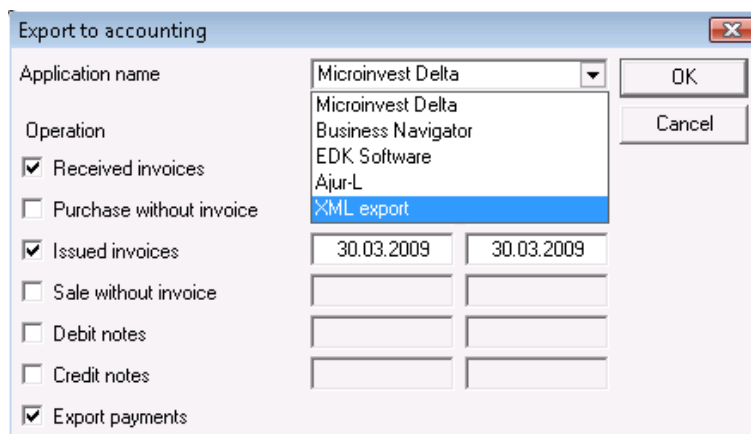 Export to accounting
Application name Microinvest Delta OK
Microinvest Delta
Operation Business Navigator Cancel
EDK Software
Received invoices Ajur-L
Purchase without invoice XML export
Issued invoices 30.03.2009 30.03.2009
Sale without invoice
Debit notes
Credit notes
Export payments